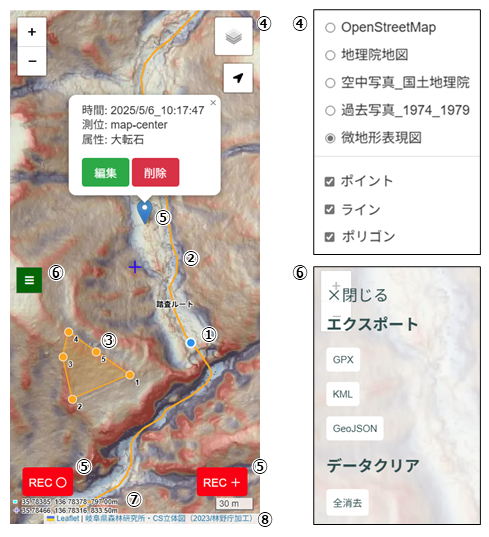 +
④
−
×
時間: 2025/5/6_10:17:47
測位: map-center
属性: 大転石
編集
削除
⑤
②
⑥
踏査ルート
①
③
4
5
3
1
2
⑤
⑤
REC ○
REC +
⑦
35.78385, 136.78378
136.78316 833.50m
30 m
Leaflet | 岐阜県森林研究所・CS立体図（2023/林野庁加工）
⑧
④
OpenStreetMap
地理院地図
空中写真_国土地理院
過去写真_1974_1979
微地形表現図
ポイント
ライン
ポリゴン
⑥
+
×閉じる
エクスポート
GPX
KML
GeoJSON
データクリア
全消去